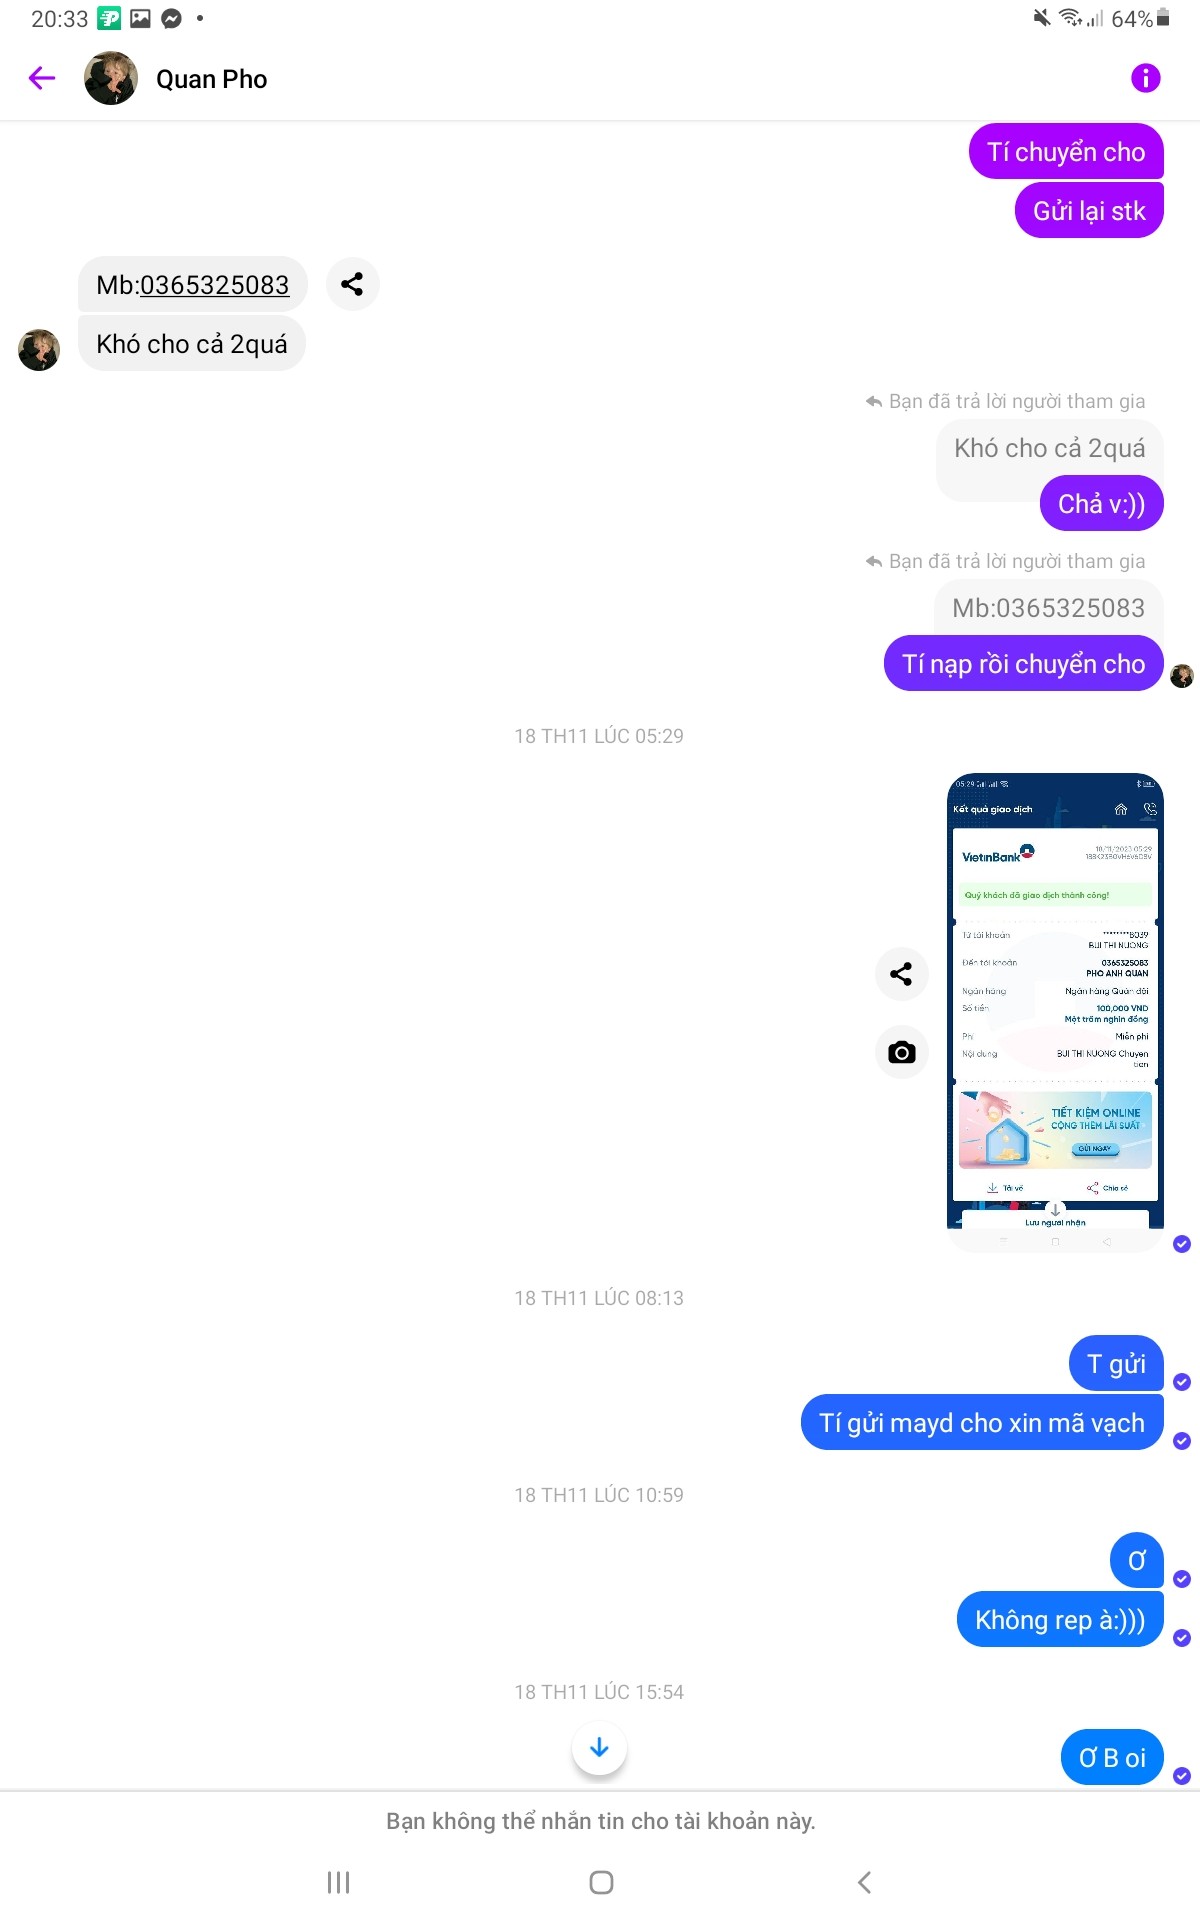 20:33
64%
Quan Pho
Tí chuyển cho
Gửi lại stk
Mb:0365325083
Khó cho cả 2quá
Bạn đã trả lời người tham gia
Khó cho cả 2quá
Chả v:))
Bạn đã trả lời người tham gia
Mb:0365325083
Tí nạp rồi chuyển cho
18 TH11 LÚC 05:29
05:29
Kết quả giao dịch
VietinBank
18/11/2023 05:29
Quý khách đã giao dịch thành công!
Từ tài khoản
********8039
BUI THI NUONG
Đến tài khoản
0365325083
PHO ANH QUAN
Ngân hàng
Ngân hàng Quân đội
Số tiền
100,000 VND
Một trăm nghìn đồng
Phí
Miễn phí
Nội dung
BUI THI NUONG Chuyen
tien
TIẾT KIỆM ONLINE
CỘNG THÊM LÃI SUẤT
GỬI NGAY
Tải về
Chia sẻ
Lưu người nhận
18 TH11 LÚC 08:13
T gửi
Tí gửi mayd cho xin mã vạch
18 TH11 LÚC 10:59
Ơ
Không rep à:)))
18 TH11 LÚC 15:54
Ơ B oi
Bạn không thể nhắn tin cho tài khoản này.